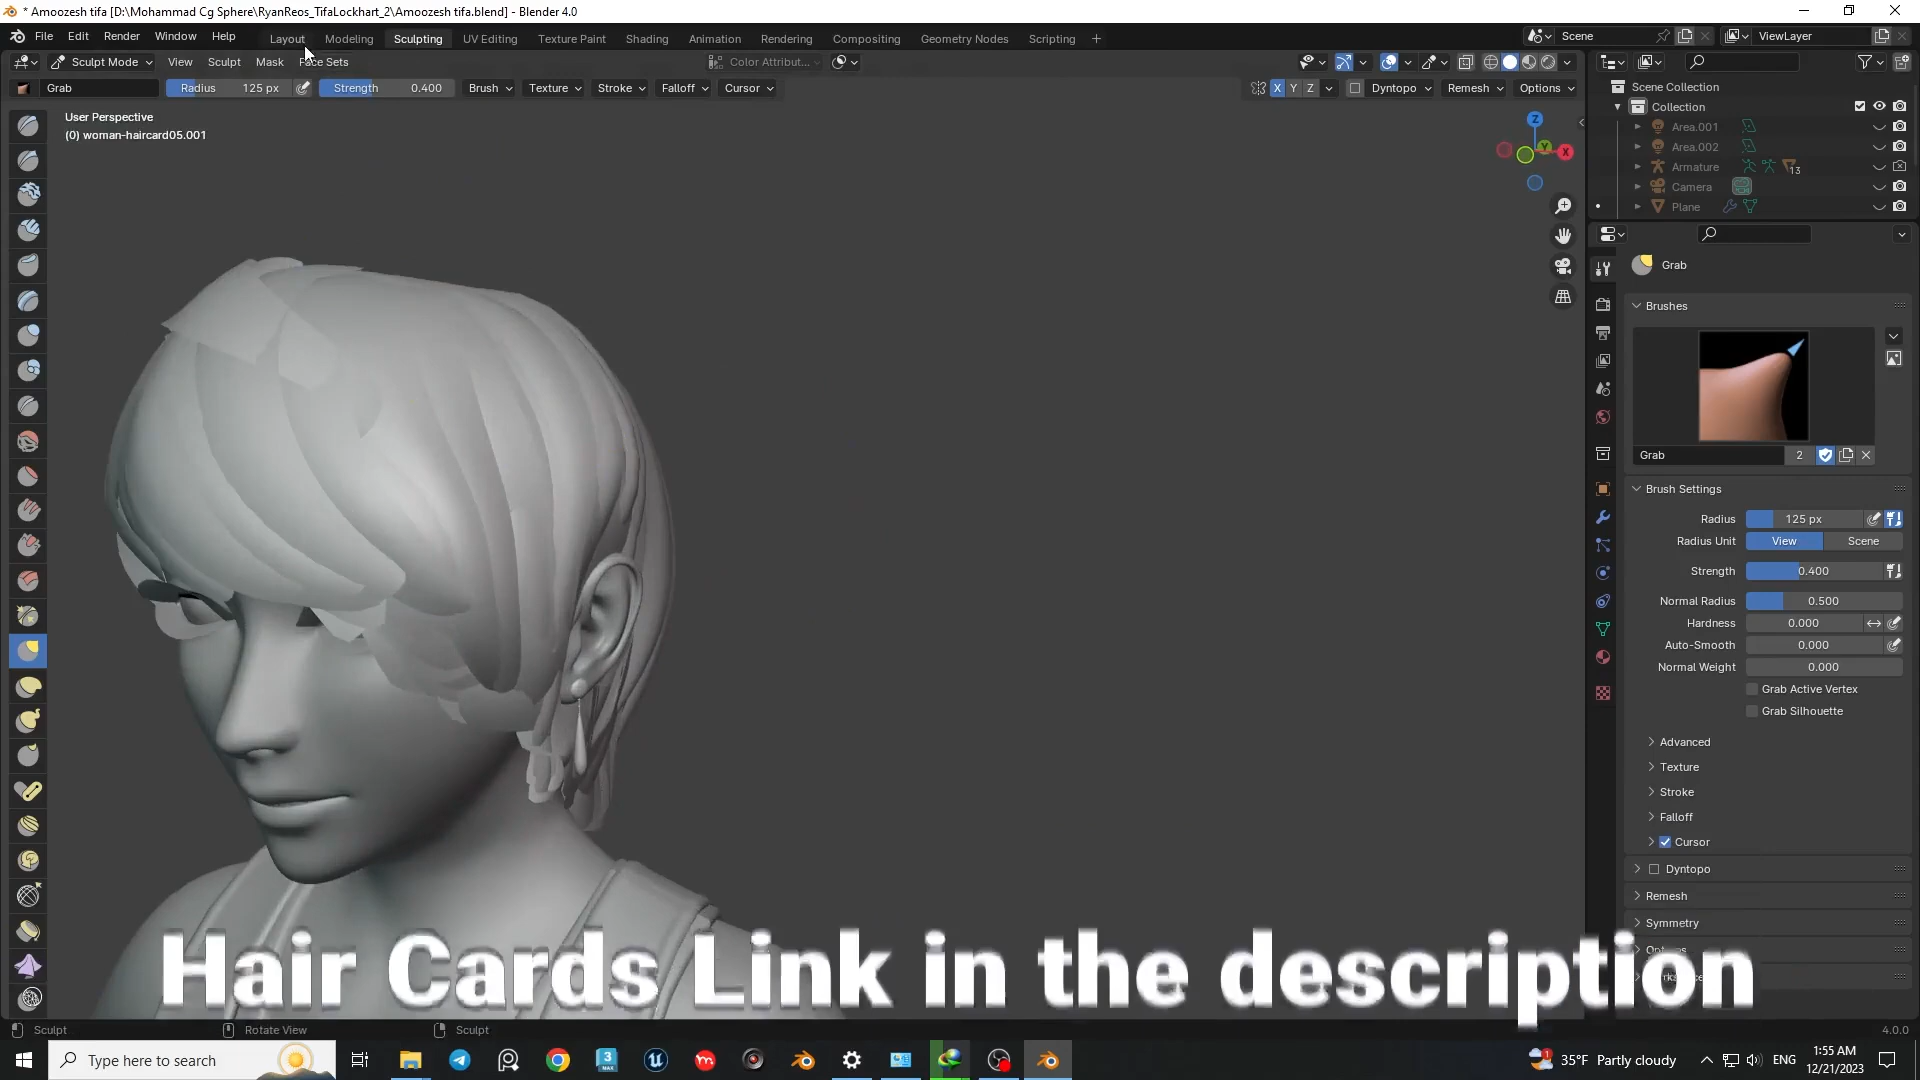 * Amoozesh tifa [D:\Mohammad Cg Sphere\RyanReos_TifaLockhart_2\Amoozesh tifa.blend] - Blender 4.0
File Edit Render Window Help Layout Modeling Sculpting UV Editing Texture Paint Shading Animation Rendering Compositing Geometry Nodes Scripting + Scene ViewLayer
Sculpt Mode View Sculpt Mask Face Sets Color Attribut...
Grab Radius 125 px Strength 0.400 Brush Texture Stroke Falloff Cursor X Y Z Dyntopo Remesh Options
User Perspective
(0) woman-haircard05.001
Z
Y
X
Scene Collection
Collection
Area.001
Area.002
Armature 13
Camera
Plane
Grab
Brushes
Grab 2
Brush Settings
Radius 125 px
Radius Unit View Scene
Strength 0.400
Normal Radius 0.500
Hardness 0.000
Auto-Smooth 0.000
Normal Weight 0.000
Grab Active Vertex
Grab Silhouette
Advanced
Texture
Stroke
Falloff
Cursor
Dyntopo
Remesh
Symmetry
Hair Cards Link in the description
Sculpt Rotate View Sculpt 4.0.0
Type here to search
35°F Partly cloudy ENG 1:55 AM
12/21/2023